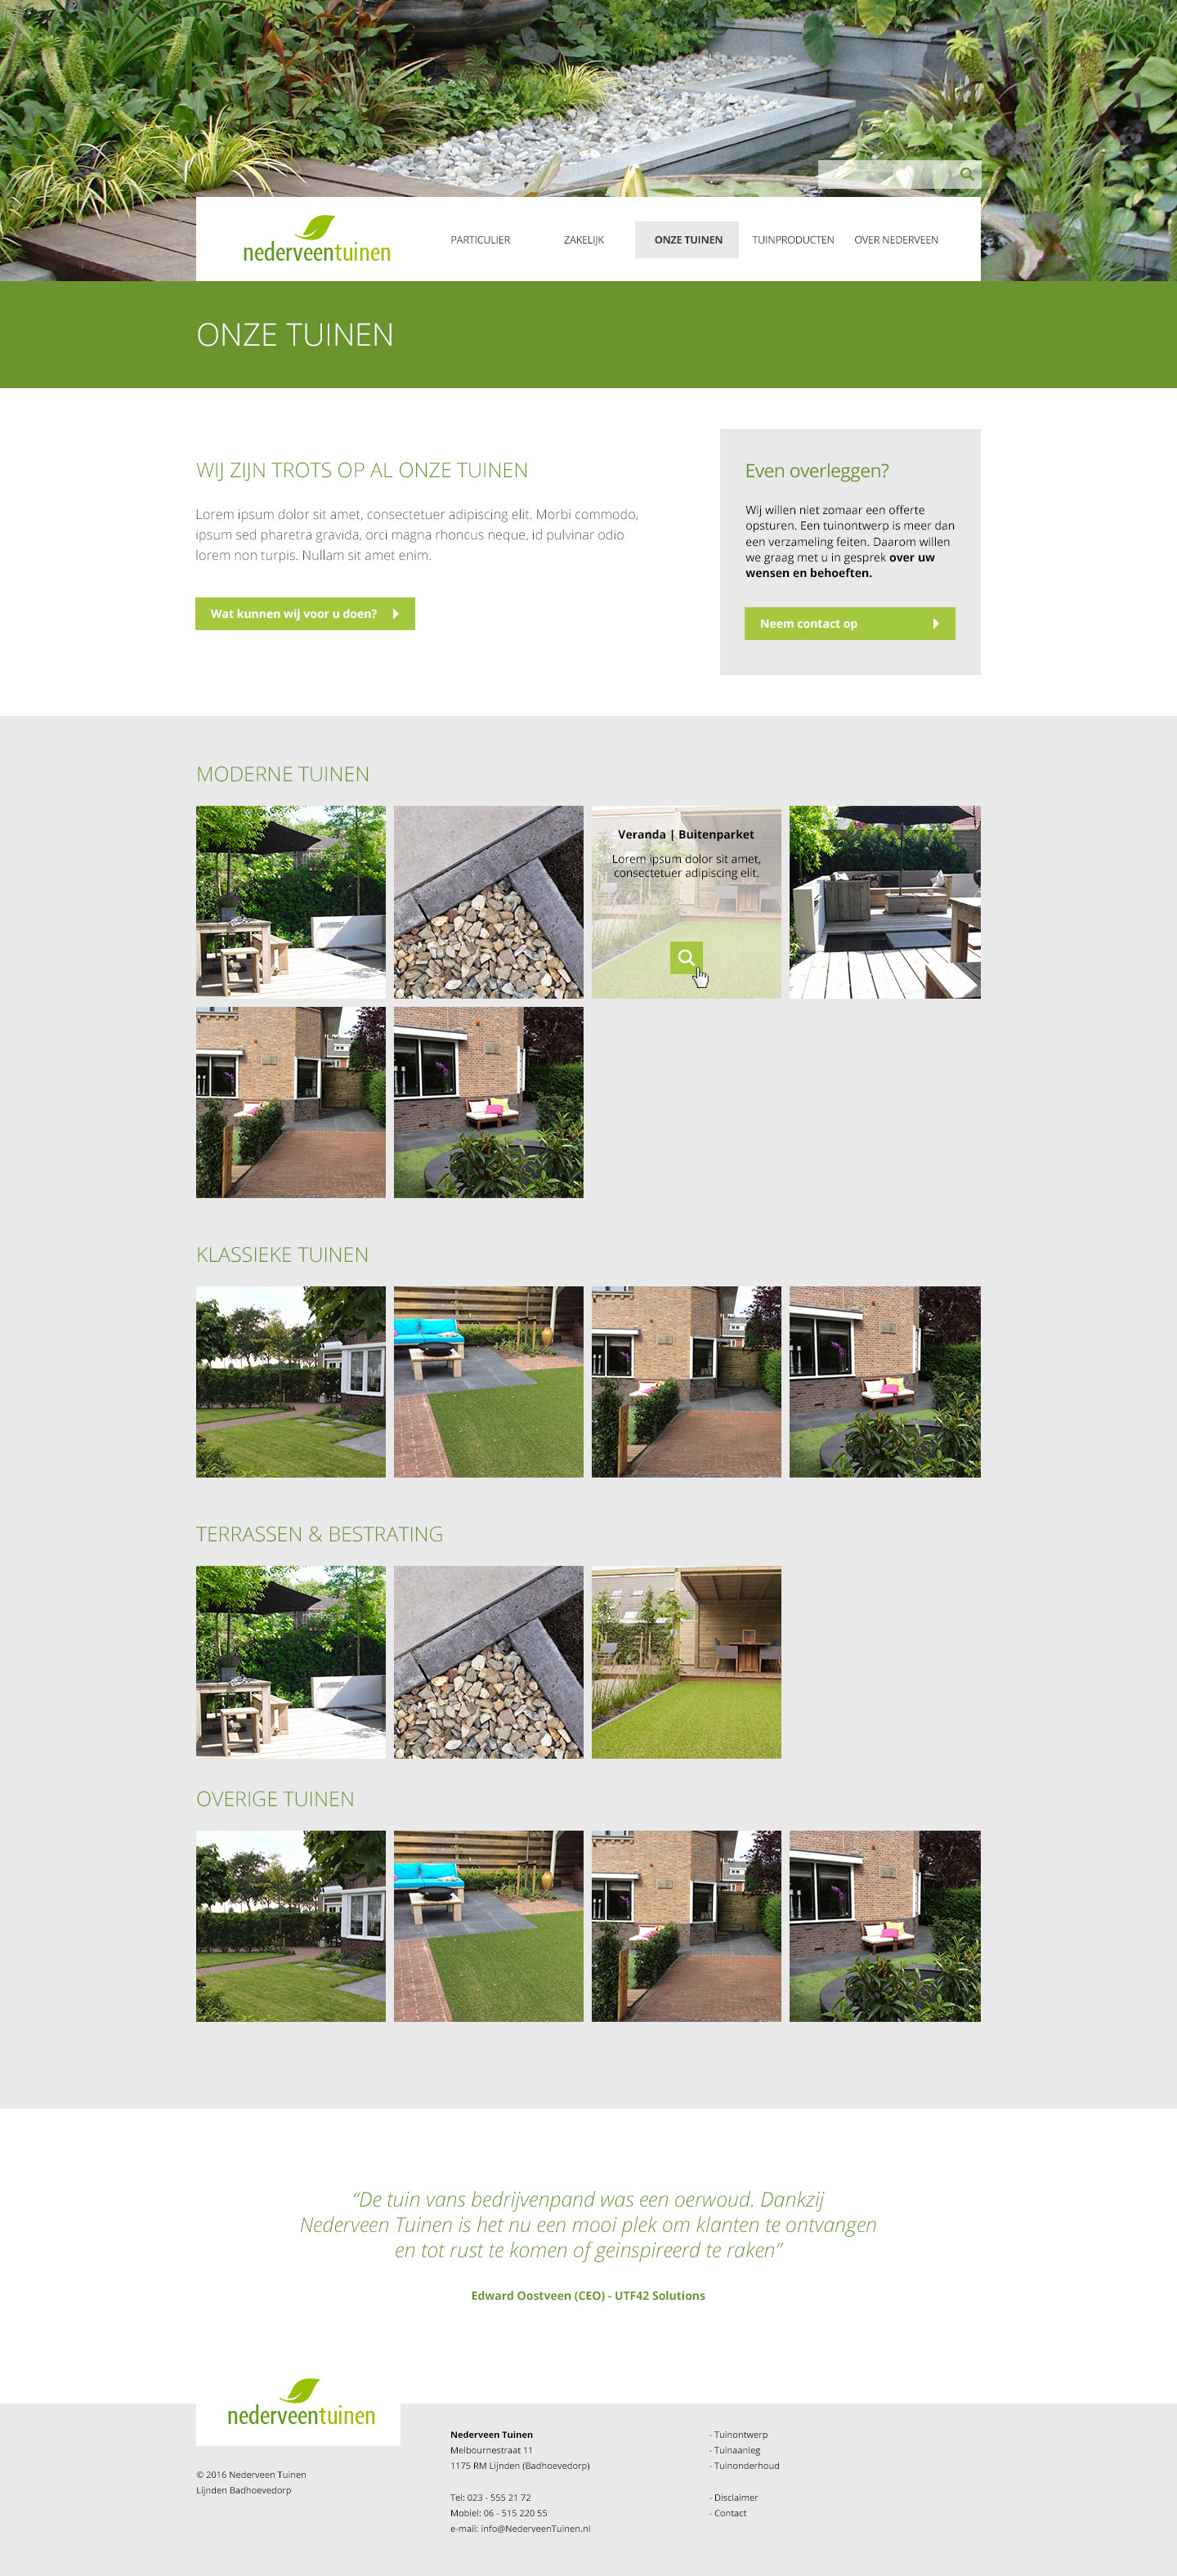 nederveentuinen
PARTICULIER
ZAKELIJK
ONZE TUINEN
TUINPRODUCTEN
OVER NEDERVEEN
ONZE TUINEN
WIJ ZIJN TROTS OP AL ONZE TUINEN
Lorem ipsum dolor sit amet, consectetuer adipiscing elit. Morbi commodo,
ipsum sed pharetra gravida, orci magna rhoncus neque, id pulvinar odio
lorem non turpis. Nullam sit amet enim.
Wat kunnen wij voor u doen?
Even overleggen?
Wij willen niet zomaar een offerte
opsturen. Een tuinontwerp is meer dan
een verzameling feiten. Daarom willen
we graag met u in gesprek over uw
wensen en behoeften.
Neem contact op
MODERNE TUINEN
Veranda | Buitenparket
Lorem ipsum dolor sit amet,
consectetuer adipiscing elit.
KLASSIEKE TUINEN
TERRASSEN & BESTRATING
OVERIGE TUINEN
“De tuin vans bedrijvenpand was een oerwoud. Dankzij
Nederveen Tuinen is het nu een mooi plek om klanten te ontvangen
en tot rust te komen of geinspireerd te raken”
Edward Oostveen (CEO) - UTF42 Solutions
nederveentuinen
© 2016 Nederveen Tuinen
Lijnden Badhoevedorp
Nederveen Tuinen
Melbournestraat 11
1175 RM Lijnden (Badhoevedorp)
Tel: 023 - 555 21 72
Mobiel: 06 - 515 220 55
e-mail: info@NederveenTuinen.nl
- Tuinontwerp
- Tuinaanleg
- Tuinonderhoud
- Disclaimer
- Contact